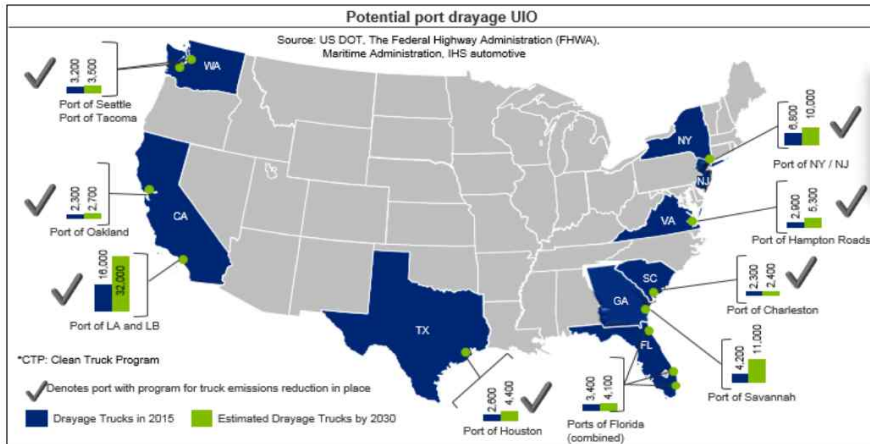 Potential port drayage UIO
Source: US DOT, The Federal Highway Administration (FHWA),
Maritime Administration, IHS automotive
WA
3,200
3,500
Port of Seattle
Port of Tacoma
CA
2,300
2,700
Port of Oakland
16,000
32,000
Port of LA and LB
TX
2,600
4,400
Port of Houston
NY
NJ
6,800
10,000
Port of NY / NJ
VA
2,900
5,300
Port of Hampton Roads
SC
2,300
2,400
Port of Charleston
GA
4,200
11,000
Port of Savannah
FL
3,400
4,100
Ports of Florida
(combined)
*CTP: Clean Truck Program
Denotes port with program for truck emissions reduction in place
Drayage Trucks in 2015
Estimated Drayage Trucks by 2030